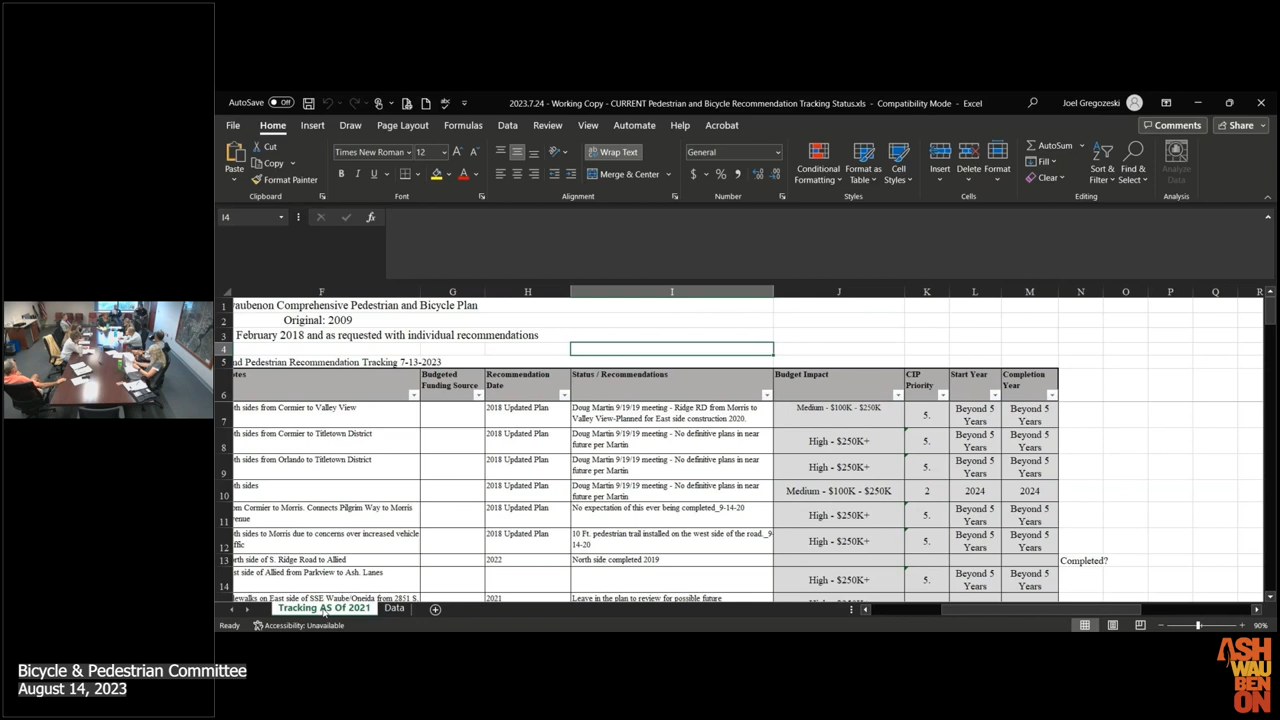 AutoSave Off 2023.7.24 - Working Copy - CURRENT Pedestrian and Bicycle Recommendation Tracking Status.xls - Compatibility Mode - Excel Joel Gregozeski
File Home Insert Draw Page Layout Formulas Data Review View Automate Help Acrobat Comments Share
Paste Cut Copy Format Painter Clipboard
Times New Roman 12 B I U Font
Wrap Text Merge & Center Alignment
General $ % Number
Conditional Formatting Format as Table Cell Styles Styles
Insert Delete Format Cells
AutoSum Fill Clear Sort & Filter Find & Select Editing
Analyze Data Analysis
I4 fx
F G H I J K L M N O P Q R
1 vaubenon Comprehensive Pedestrian and Bicycle Plan
2 Original: 2009
3 February 2018 and as requested with individual recommendations
4
5 nd Pedestrian Recommendation Tracking 7-13-2023
6 otes Budgeted Funding Source Recommendation Date Status / Recommendations Budget Impact CIP Priority Start Year Completion Year
7 th sides from Cormier to Valley View 2018 Updated Plan Doug Martin 9/19/19 meeting - Ridge RD from Morris to Valley View-Planned for East side construction 2020. Medium - $100K - $250K 5. Beyond 5 Years Beyond 5 Years
8 th sides from Cormier to Titletown District 2018 Updated Plan Doug Martin 9/19/19 meeting - No definitive plans in near future per Martin High - $250K+ 5. Beyond 5 Years Beyond 5 Years
9 th sides from Orlando to Titletown District 2018 Updated Plan Doug Martin 9/19/19 meeting - No definitive plans in near future per Martin High - $250K+ 5. Beyond 5 Years Beyond 5 Years
10 th sides 2018 Updated Plan Doug Martin 9/19/19 meeting - No definitive plans in near future per Martin Medium - $100K - $250K 2 2024 2024
11 om Cormier to Morris. Connects Pilgrim Way to Morris venue 2018 Updated Plan No expectation of this ever being completed_9-14-20 High - $250K+ 5. Beyond 5 Years Beyond 5 Years
12 th sides to Morris due to concerns over increased vehicle ffic 2018 Updated Plan 10 Ft. pedestrian trail installed on the west side of the road._9-14-20 High - $250K+ 5. Beyond 5 Years Beyond 5 Years
13 rth side of S. Ridge Road to Allied 2022 North side completed 2019 Completed?
14 st side of Allied from Parkview to Ash. Lanes High - $250K+ 5. Beyond 5 Years Beyond 5 Years
ewalks on East side of SSE Waube/Oneida from 2851 S. 2021 Leave in the plan to review for possible future
Tracking AS Of 2021 Data
Ready Accessibility: Unavailable 90%
Bicycle & Pedestrian Committee
August 14, 2023
ASH
WAU
BEN
ON